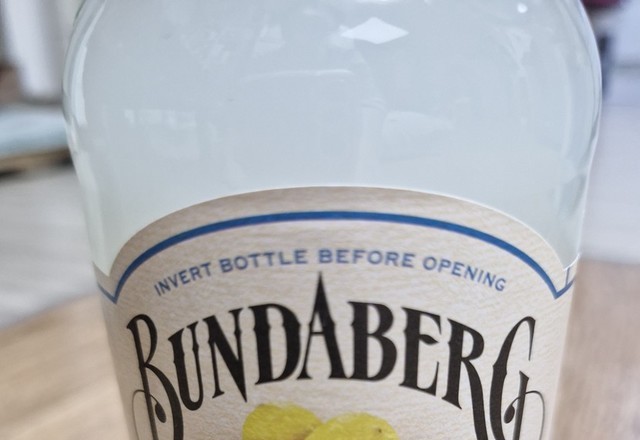 INVERT BOTTLE BEFORE OPENING
BUNDABERG